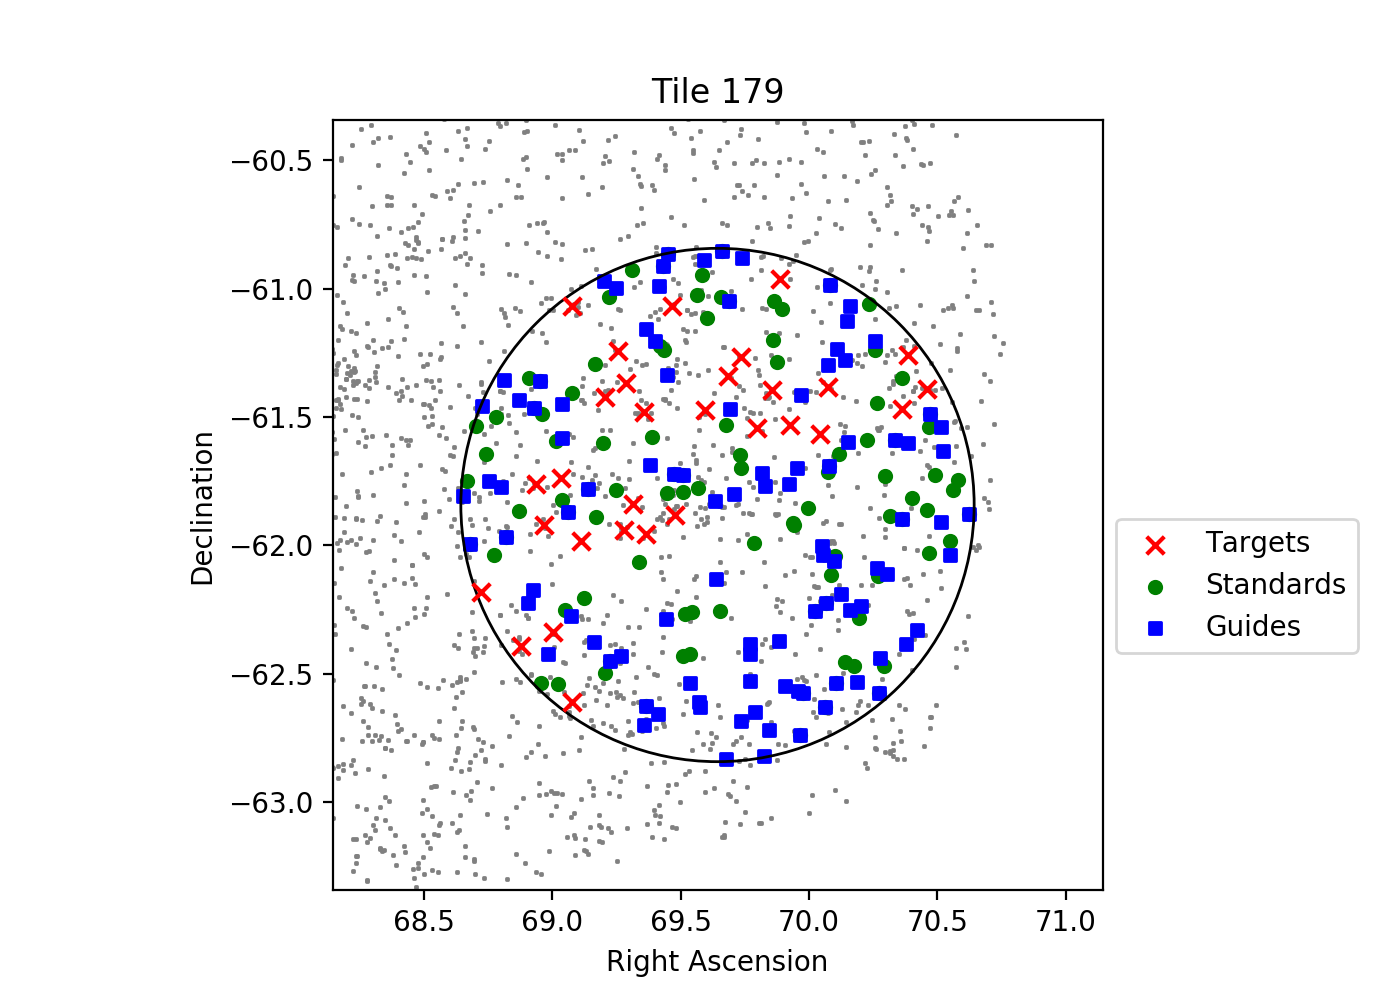 Tile 179
−60.5
−61.0
−61.5
−62.0
−62.5
−63.0
Declination
68.5 69.0 69.5 70.0 70.5 71.0
Right Ascension
Targets
Standards
Guides